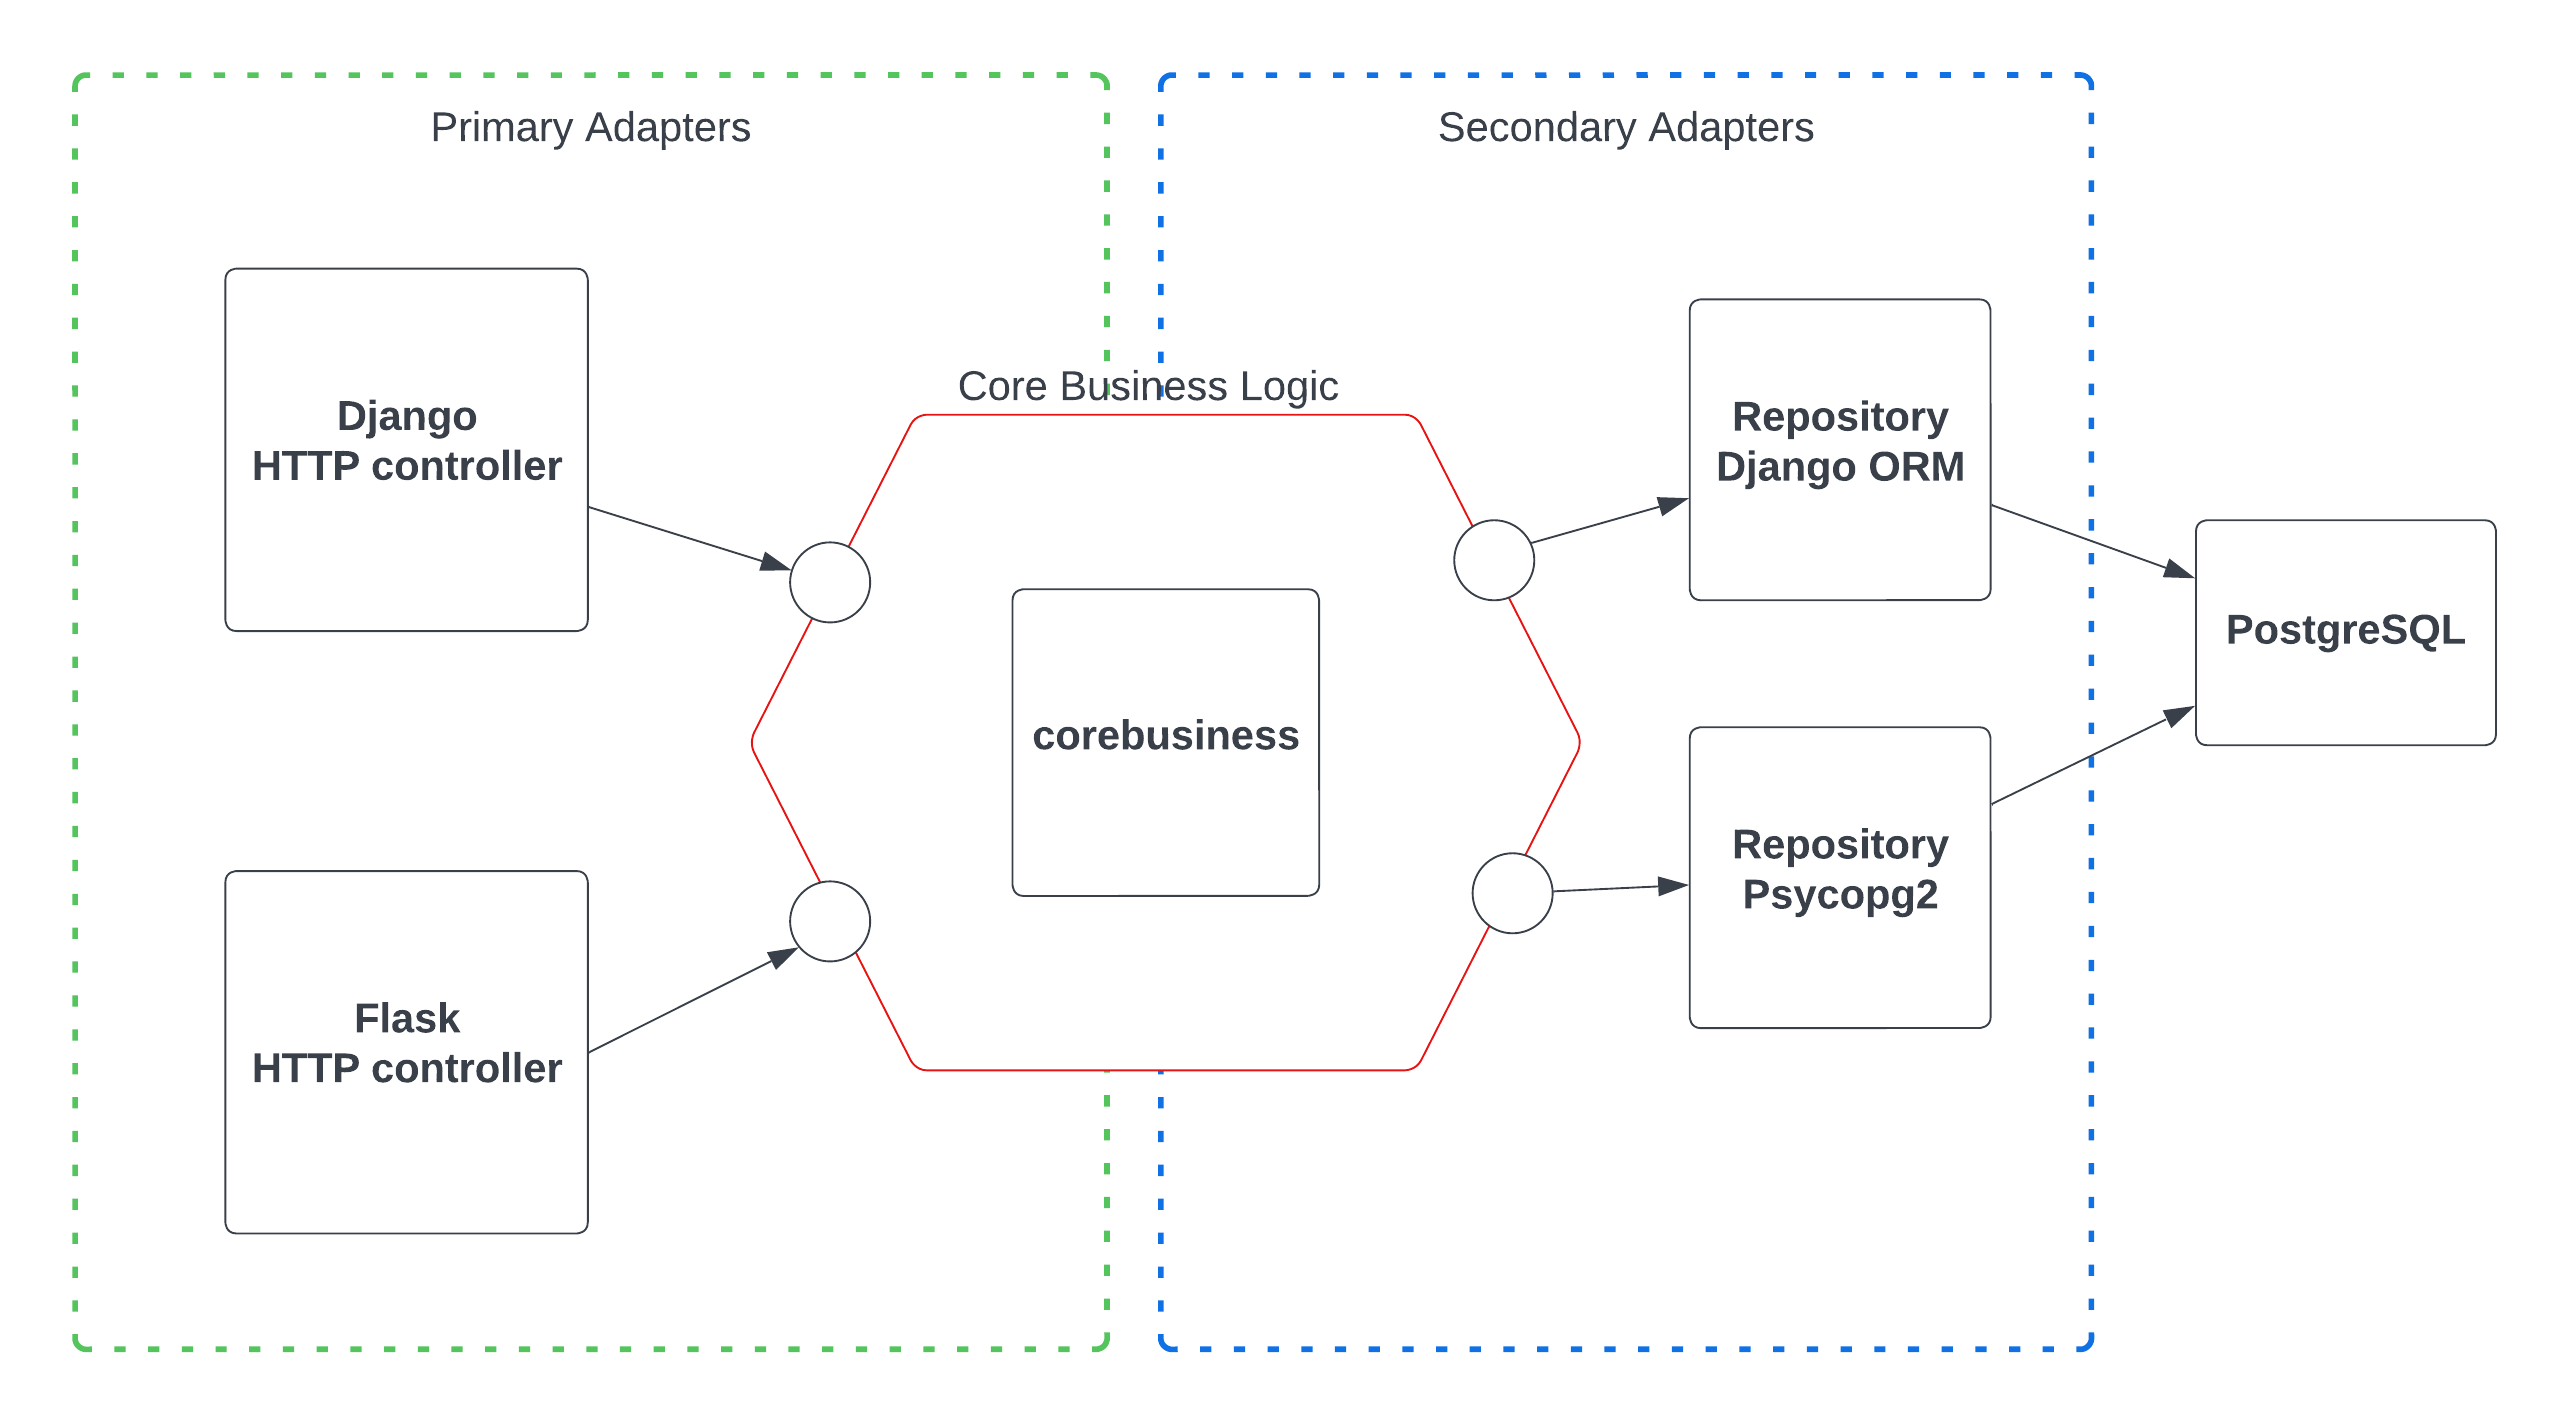 Primary Adapters
Secondary Adapters
Django
HTTP controller
Core Business Logic
Repository
Django ORM
PostgreSQL
corebusiness
Repository
Psycopg2
Flask
HTTP controller